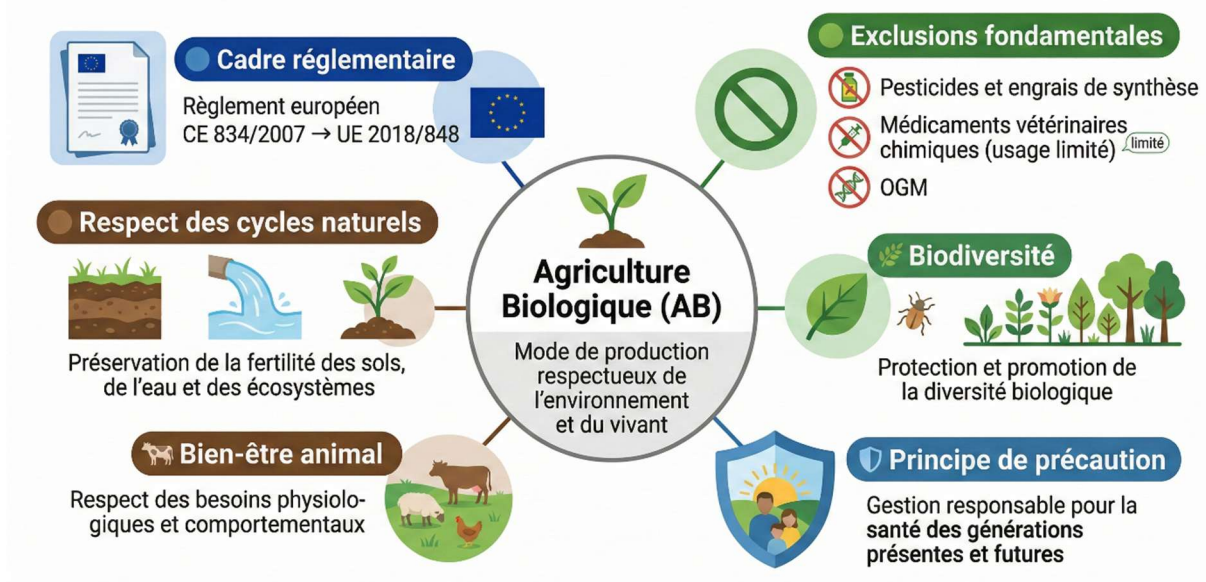 Cadre réglementaire
Règlement européen
CE 834/2007 → UE 2018/848
Exclusions fondamentales
Pesticides et engrais de synthèse
Médicaments vétérinaires
chimiques (usage limité)
limité
OGM
Respect des cycles naturels
Préservation de la fertilité des sols,
de l'eau et des écosystèmes
Agriculture
Biologique (AB)
Mode de production
respectueux de
l'environnement
et du vivant
Biodiversité
Protection et promotion de
la diversité biologique
Bien-être animal
Respect des besoins physiolo-
giques et comportementaux
Principe de précaution
Gestion responsable pour la
santé des générations
présentes et futures